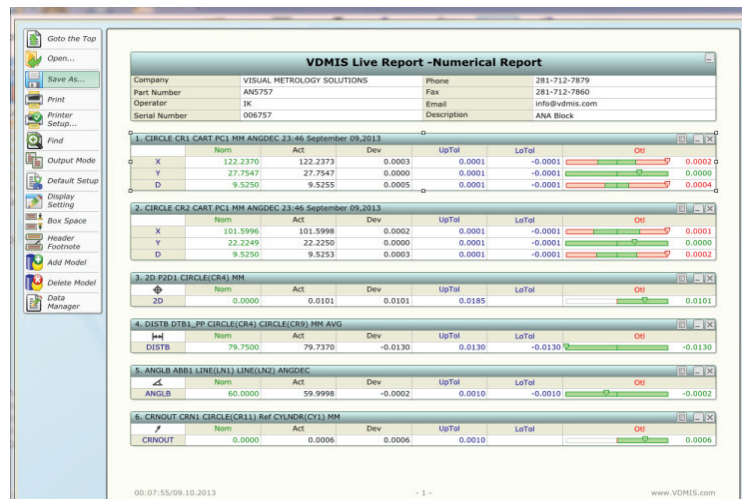 Goto the Top
Open...
Save As...
Print
Printer
Setup...
Find
Output Mode
Default Setup
Display
Setting
Box Space
Header
Footnote
Add Model
Delete Model
Data
Manager
VDMIS Live Report -Numerical Report
Company VISUAL METROLOGY SOLUTIONS Phone 281-712-7879
Part Number AN5757 Fax 281-712-7860
Operator IK Email info@vdmis.com
Serial Number 006757 Description ANA Block
1. CIRCLE CR1 CART PC1 MM ANGDEC 23:46 September 09,2013
Nom Act Dev UpTol LoTol Otl
X 122.2370 122.2373 0.0003 0.0001 -0.0001 0.0002
Y 27.7547 27.7547 0.0000 0.0001 -0.0001 0.0000
D 9.5250 9.5255 0.0005 0.0001 -0.0001 0.0004
2. CIRCLE CR2 CART PC1 MM ANGDEC 23:46 September 09,2013
Nom Act Dev UpTol LoTol Otl
X 101.5996 101.5998 0.0002 0.0001 -0.0001 0.0001
Y 22.2249 22.2250 0.0000 0.0001 -0.0001 0.0000
D 9.5250 9.5253 0.0003 0.0001 -0.0001 0.0002
3. 2D P2D1 CIRCLE(CR4) MM
Nom Act Dev UpTol LoTol Otl
2D 0.0000 0.0101 0.0101 0.0185 0.0101
4. DISTB DTB1_PP CIRCLE(CR4) CIRCLE(CR9) MM AVG
Nom Act Dev UpTol LoTol Otl
DISTB 79.7500 79.7370 -0.0130 0.0130 -0.0130 -0.0130
5. ANGLB ABB1 LINE(LN1) LINE(LN2) ANGDEC
Nom Act Dev UpTol LoTol Otl
ANGLB 60.0000 59.9998 -0.0002 0.0010 -0.0010 -0.0002
6. CRNOUT CRN1 CIRCLE(CR11) Ref CYLNDR(CY1) MM
Nom Act Dev UpTol LoTol Otl
CRNOUT 0.0000 0.0006 0.0006 0.0010 0.0006
00:07:55/09.10.2013 - 1 - www.VDMIS.com